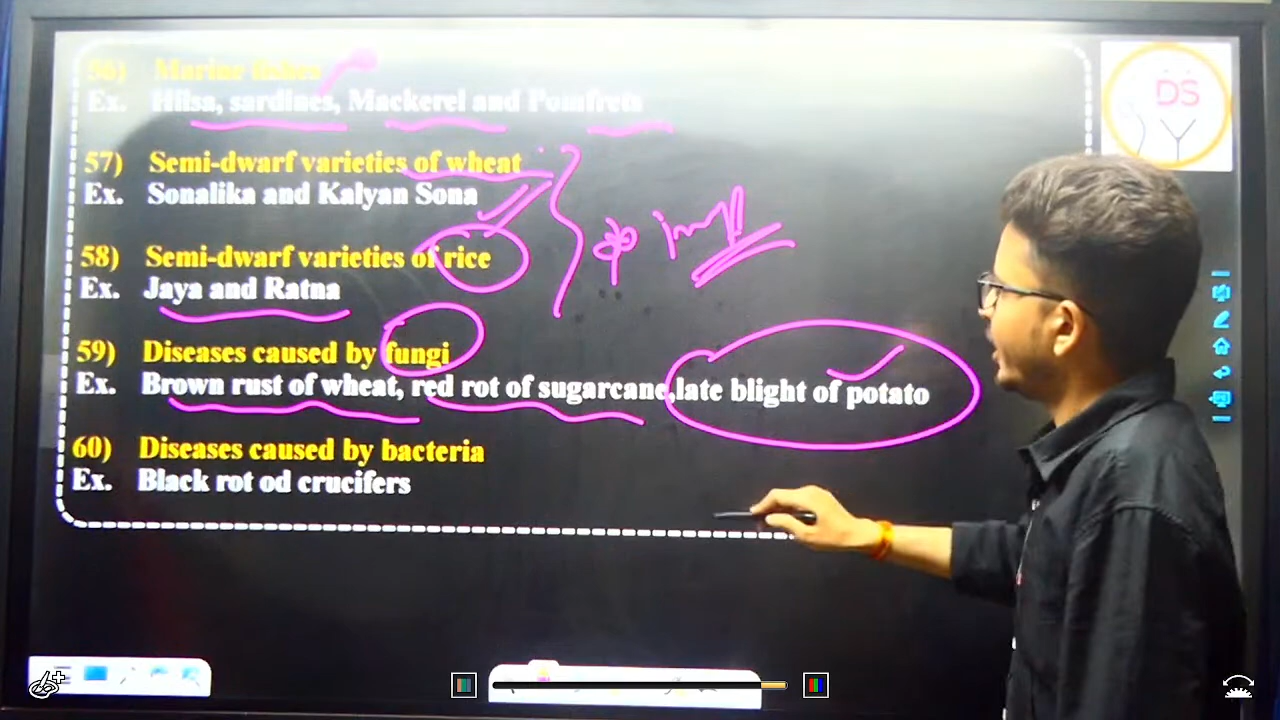 56) Marine fishes
Ex. Hilsa, sardines, Mackerel and Pomfrets
DS
57) Semi-dwarf varieties of wheat
Ex. Sonalika and Kalyan Sona
imp
58) Semi-dwarf varieties of rice
Ex. Jaya and Ratna
59) Diseases caused by fungi
Ex. Brown rust of wheat, red rot of sugarcane,late blight of potato
60) Diseases caused by bacteria
Ex. Black rot od crucifers